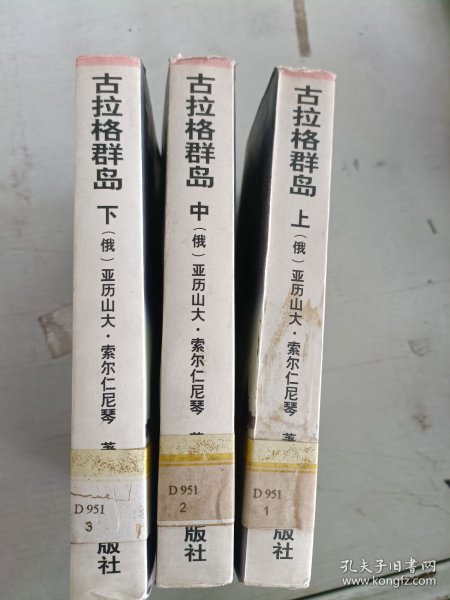 古拉格群岛
下
（俄）亚历山大·索尔仁尼琴
著
D 951
3
版社
古拉格群岛
中
（俄）亚历山大·索尔仁尼琴
D 951
2
版社
古拉格群岛
上
（俄）亚历山大·索尔仁尼琴
著
D 951
1
版社
孔夫子旧书网
www.kongfz.com